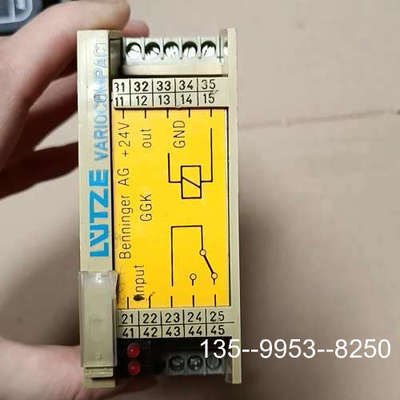 LÜTZE
VARIOCOMPACT
31 32 33 34 35
11 12 13 14 15
Benninger AG
GGK
+24V
out
GND
Input
21 22 23 24 25
41 42 43 44 45
135--9953--8250